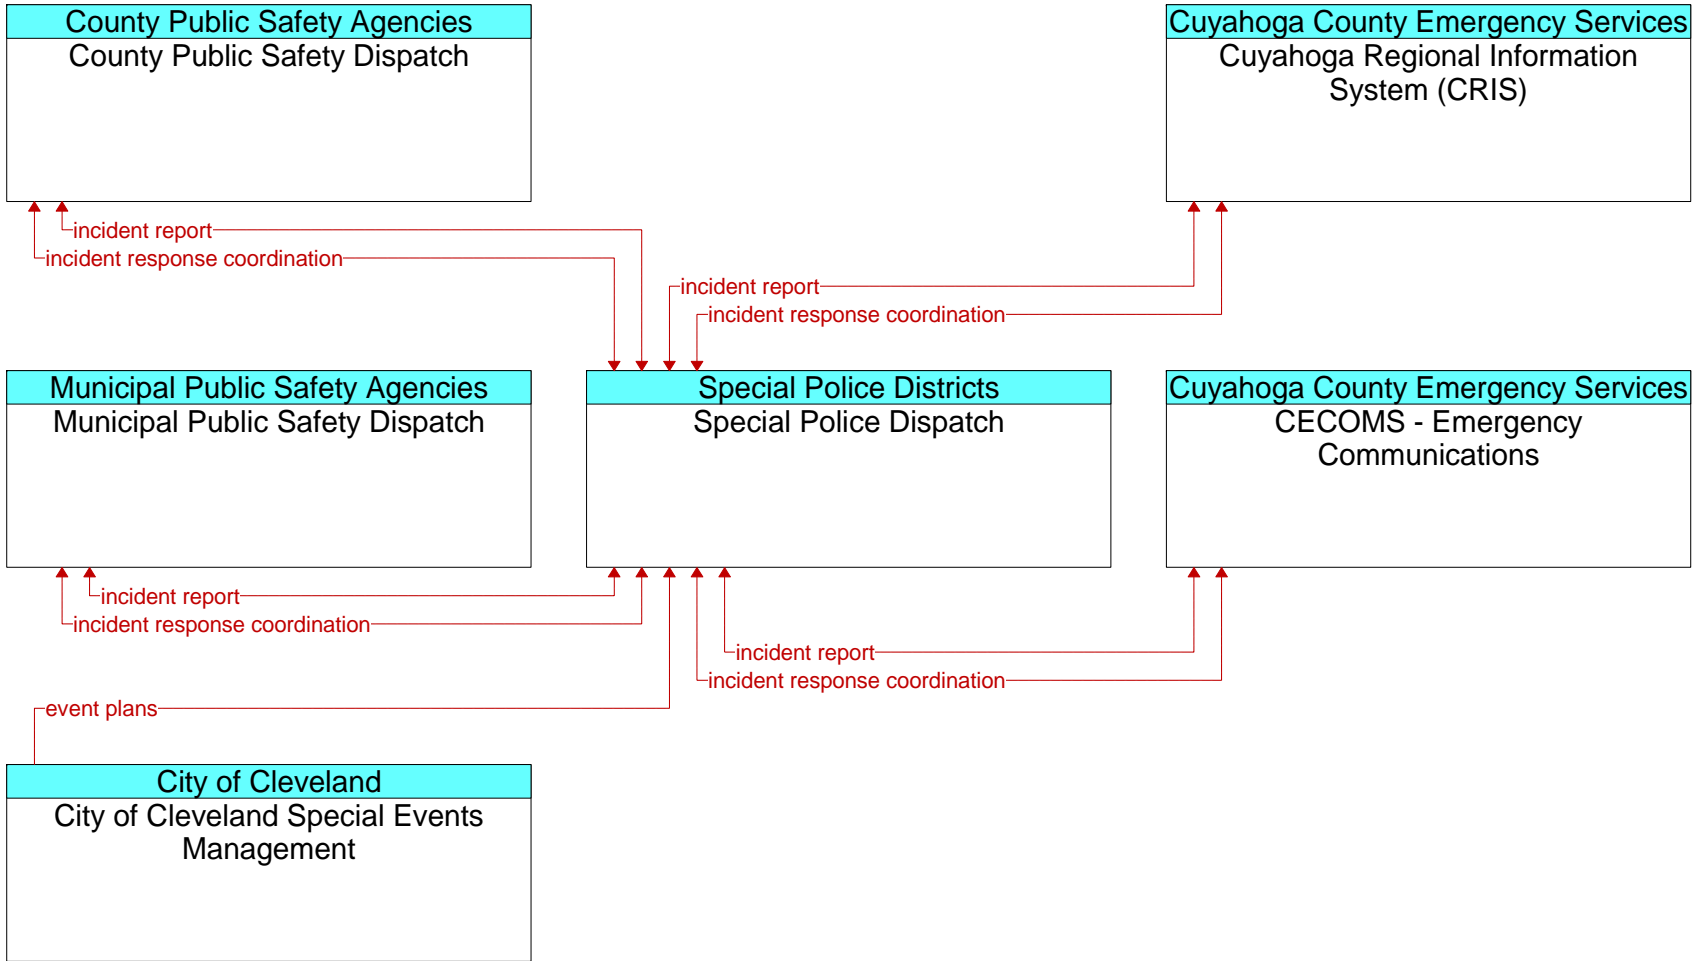 County Public Safety Agencies
County Public Safety Dispatch
Cuyahoga County Emergency Services
Cuyahoga Regional Information
System (CRIS)
incident report
incident response coordination
incident report
incident response coordination
Municipal Public Safety Agencies
Municipal Public Safety Dispatch
Special Police Districts
Special Police Dispatch
Cuyahoga County Emergency Services
CECOMS - Emergency
Communications
incident report
incident response coordination
incident report
incident response coordination
event plans
City of Cleveland
City of Cleveland Special Events
Management